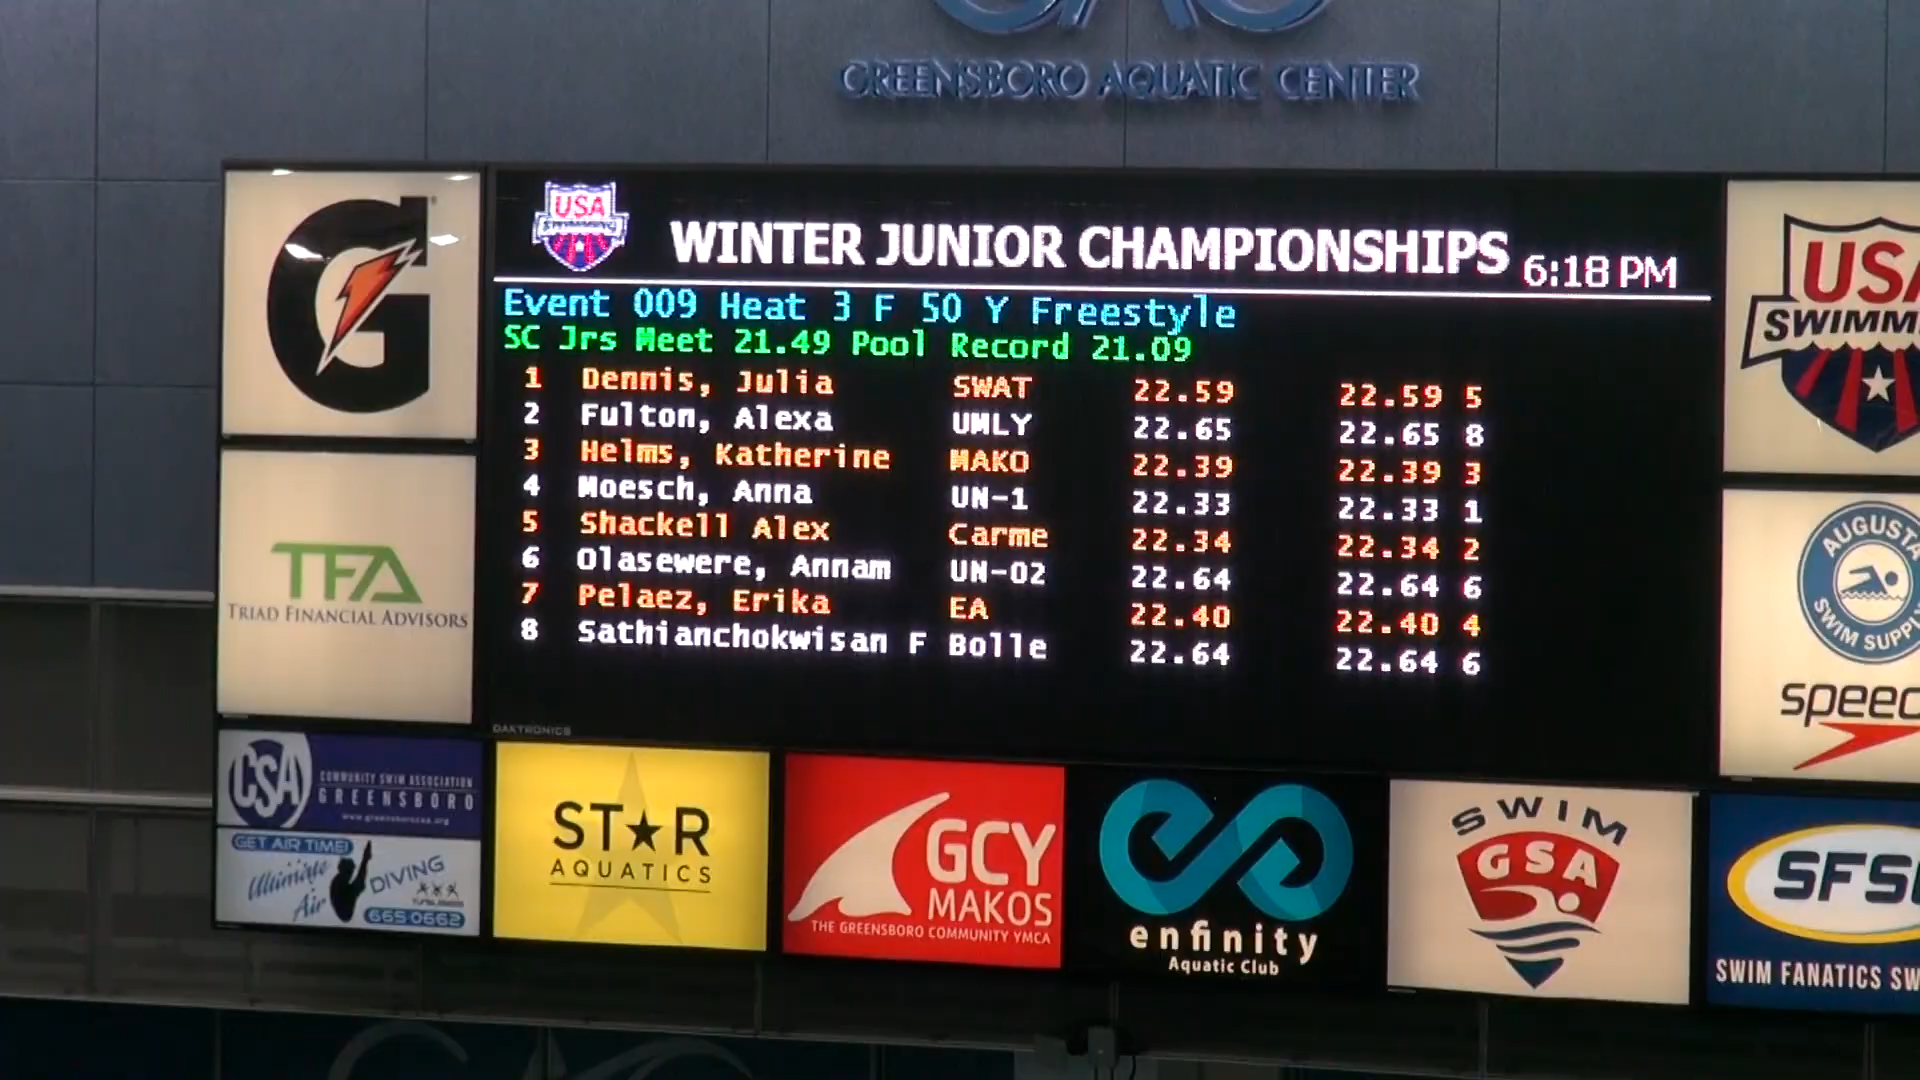 GREENSBORO AQUATIC CENTER
G
USA
SWIMMING
WINTER JUNIOR CHAMPIONSHIPS 6:18 PM
Event 009 Heat 3 F 50 Y Freestyle
SC Jrs Meet 21.49 Pool Record 21.09
1 Dennis, Julia SWAT 22.59 22.59 5
2 Fulton, Alexa UMLY 22.65 22.65 8
3 Helms, Katherine MAKO 22.39 22.39 3
4 Moesch, Anna UN-1 22.33 22.33 1
5 Shackell Alex Carme 22.34 22.34 2
6 Olasewere, Annam UN-02 22.64 22.64 6
7 Pelaez, Erika EA 22.40 22.40 4
8 Sathianchokwisan F Bolle 22.64 22.64 6
DAKTRONICS
TFA
TRIAD FINANCIAL ADVISORS
USA
SWIMM
AUGUSTA
SWIM SUPPL
speed
CSA
COMMUNITY SWIM ASSOCIATION
GREENSBORO
www.greensborocsa.org
GET AIR TIME!
Ultimate
Air
DIVING
665-0662
ST★R
AQUATICS
GCY
MAKOS
THE GREENSBORO COMMUNITY YMCA
enfinity
Aquatic Club
SWIM
GSA
SFS
SWIM FANATICS SW